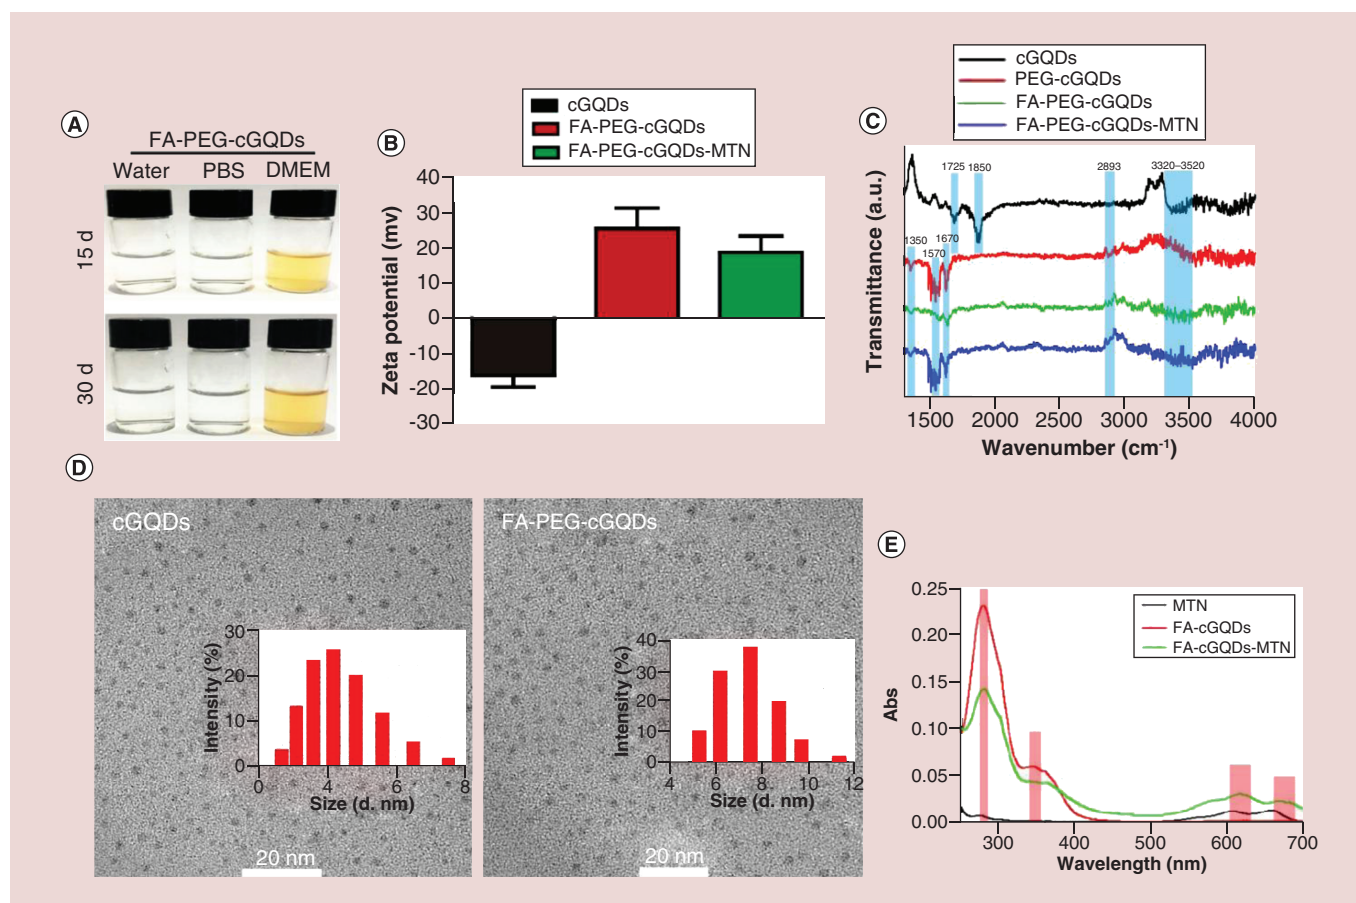 A
FA-PEG-cGQDs
Water PBS DMEM
15 d
30 d
B
cGQDs
FA-PEG-cGQDs
FA-PEG-cGQDs-MTN
Zeta potential (mv)
40
30
20
10
0
-10
-20
-30
C
cGQDs
PEG-cGQDs
FA-PEG-cGQDs
FA-PEG-cGQDs-MTN
Transmittance (a.u.)
1725 1850 2893 3320–3520
1350 1570 1670
1500 2000 2500 3000 3500 4000
Wavenumber (cm-1)
D
cGQDs
Intensity (%)
30
20
10
0
0 4 6 8
Size (d. nm)
20 nm
FA-PEG-cGQDs
Intensity (%)
40
30
20
10
0
4 6 8 10 12
Size (d. nm)
20 nm
E
MTN
FA-cGQDs
FA-cGQDs-MTN
Abs
0.25
0.20
0.15
0.10
0.05
0.00
300 400 500 600 700
Wavelength (nm)